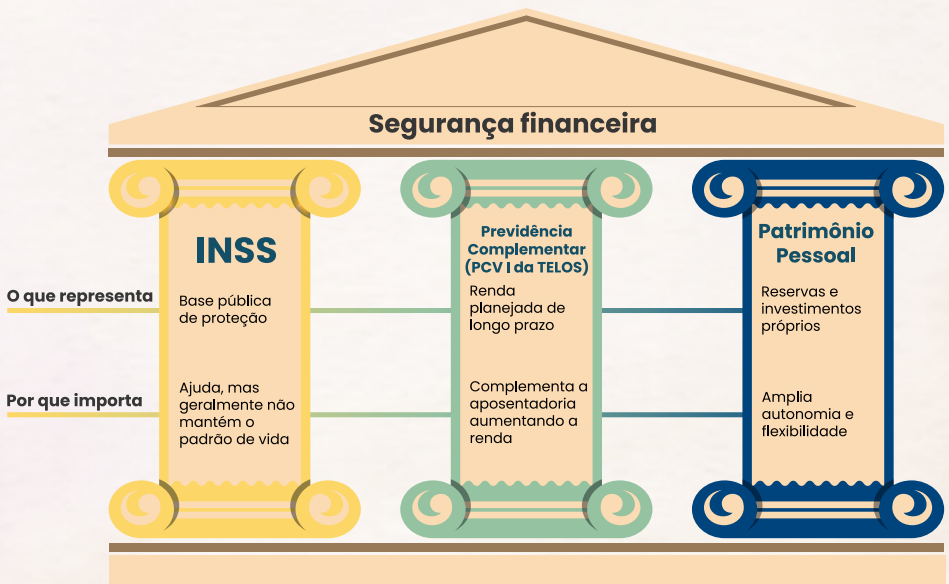 Segurança financeira
INSS
Previdência
Complementar
(PCV I da TELOS)
Patrimônio
Pessoal
O que representa
Base pública
de proteção
Renda
planejada de
longo prazo
Reservas e
investimentos
próprios
Por que importa
Ajuda, mas
geralmente não
mantém o
padrão de vida
Complementa a
aposentadoria
aumentando a
renda
Amplia
autonomia e
flexibilidade